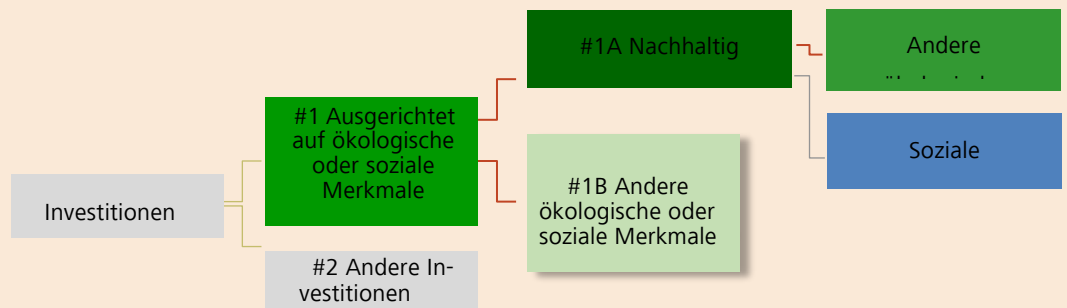 #1A Nachhaltig
Andere
#1 Ausgerichtet
auf ökologische
oder soziale
Merkmale
Soziale
#1B Andere
ökologische oder
soziale Merkmale
Investitionen
#2 Andere In-
vestitionen